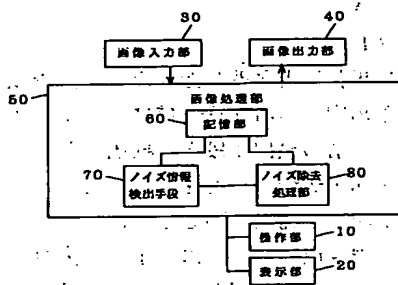 30
40
画像入力部
画像出力部
50
画像処理部
60
記憶部
70
ノイズ情報
検出手段
ノイズ除去
処理部
80
操作部
10
表示部
20